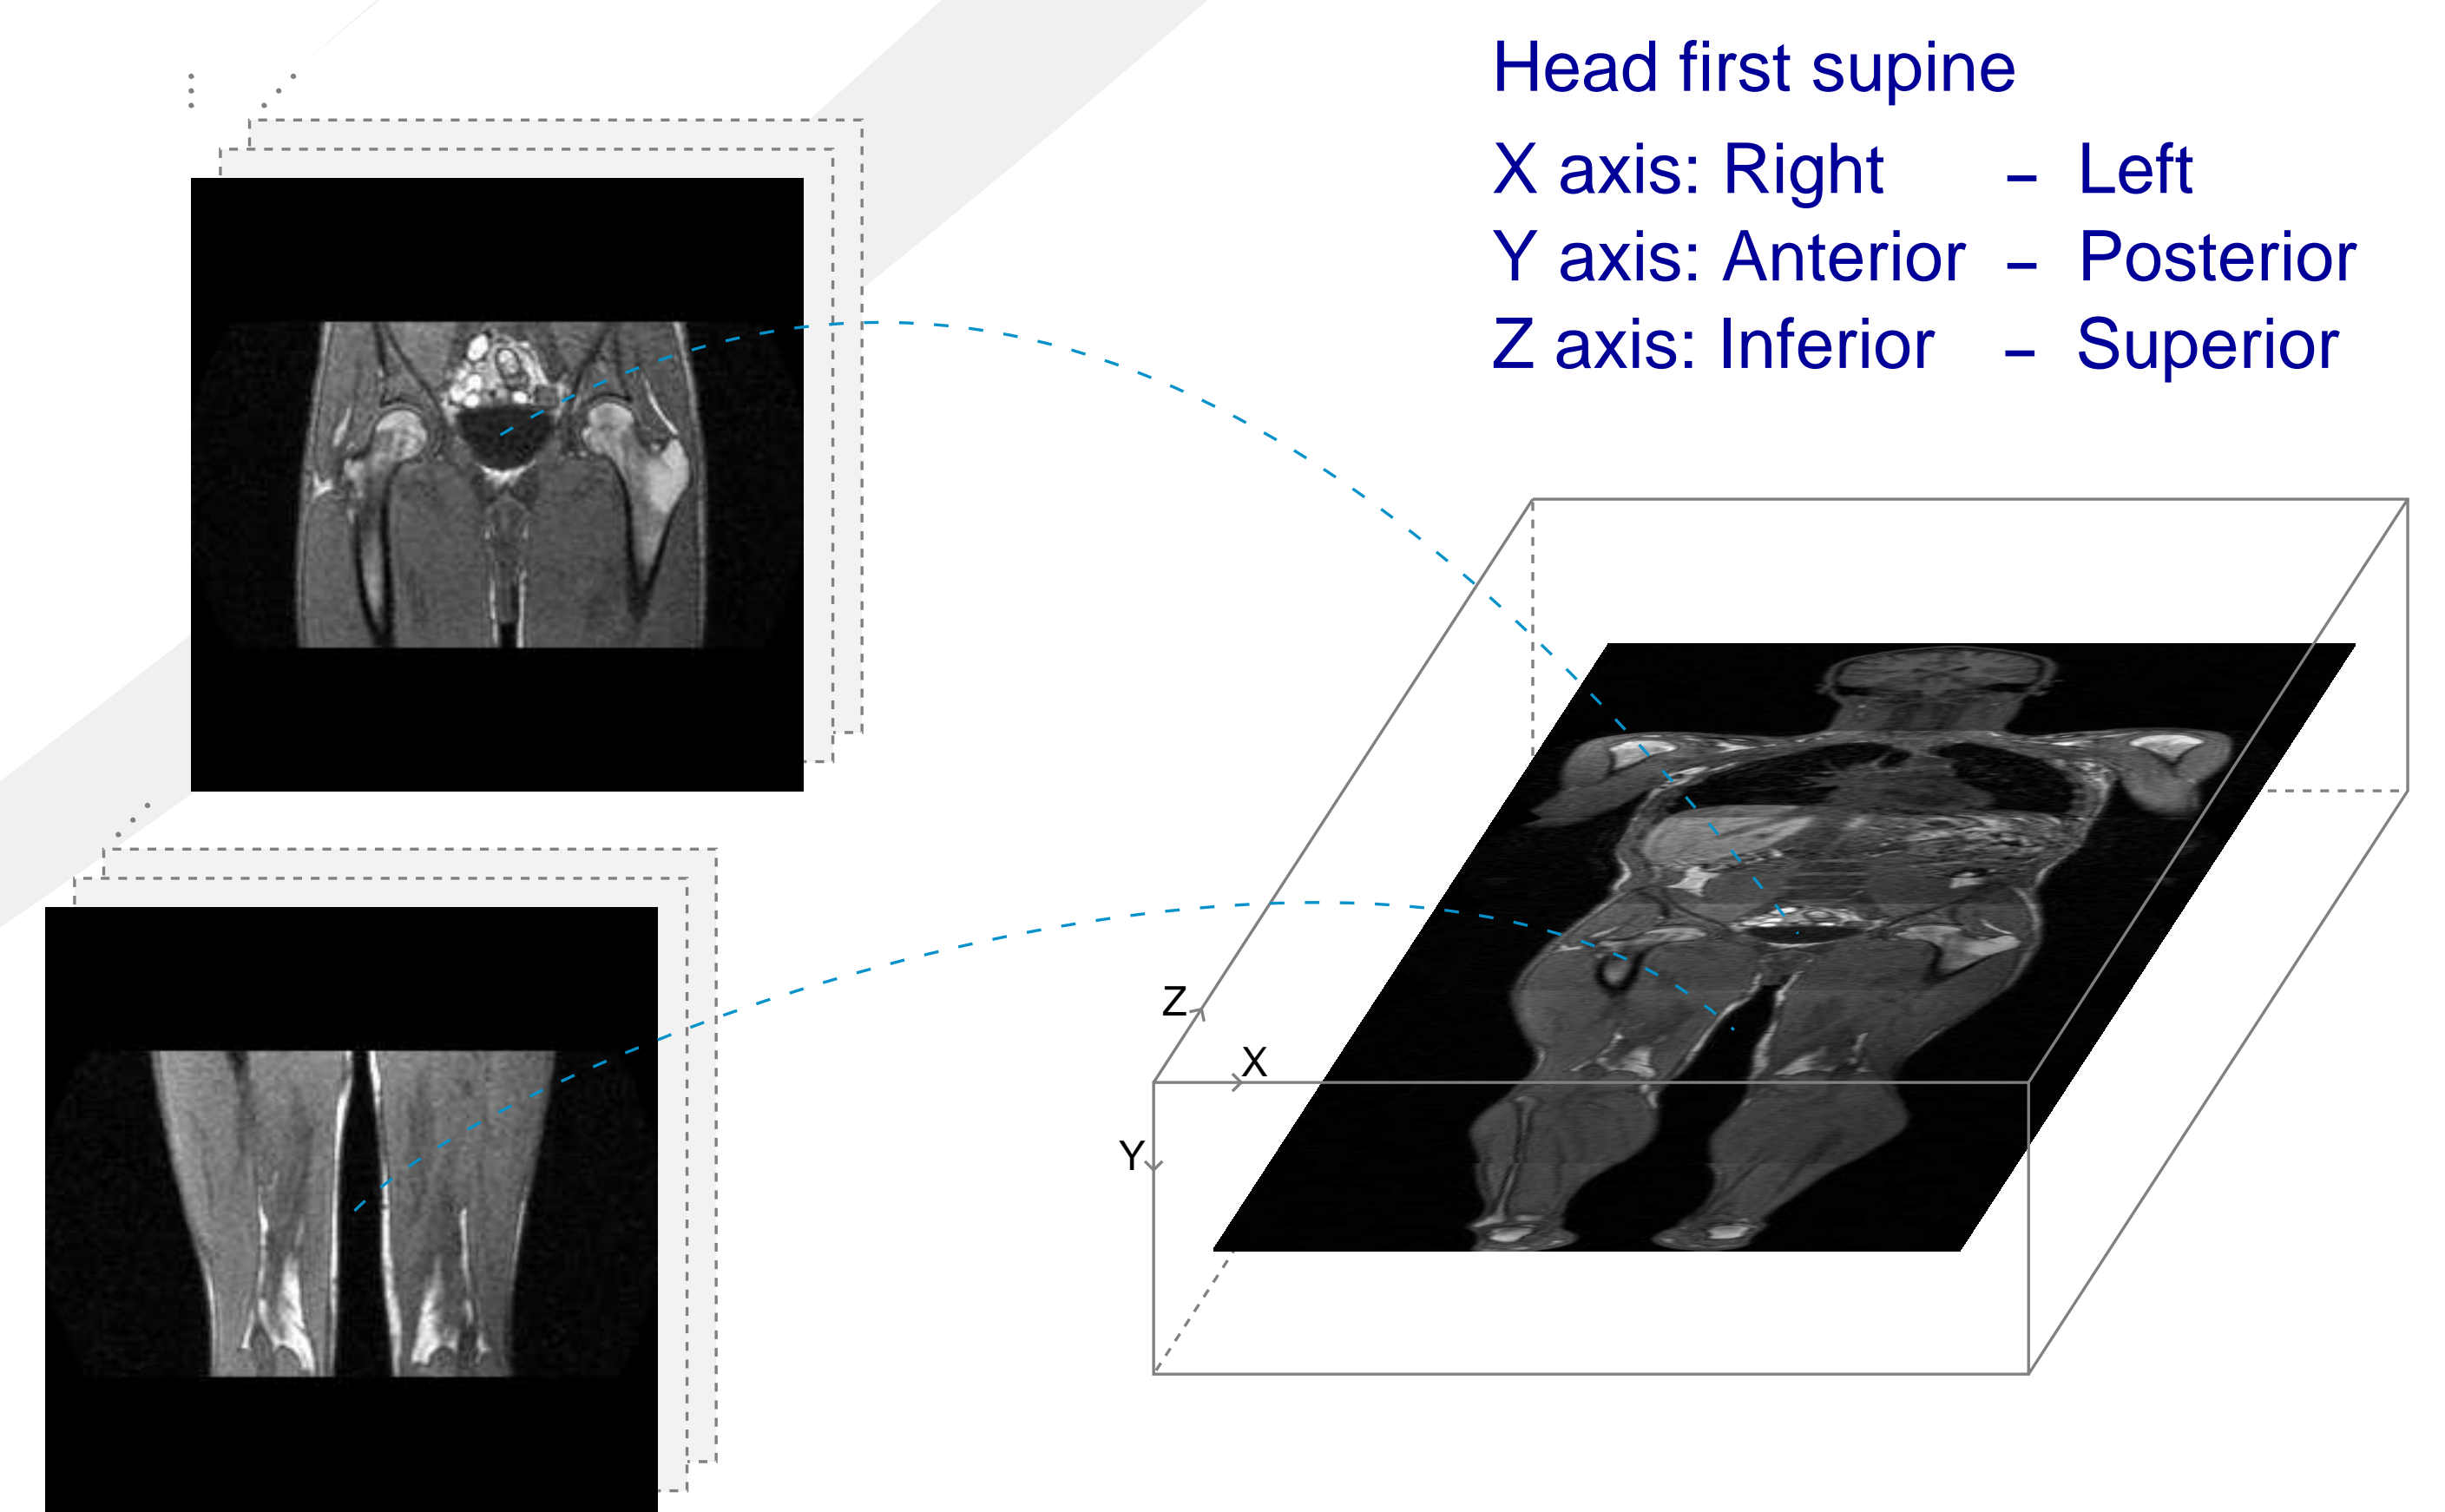 Head first supine
X axis: Right – Left
Y axis: Anterior – Posterior
Z axis: Inferior – Superior
Z
X
Y